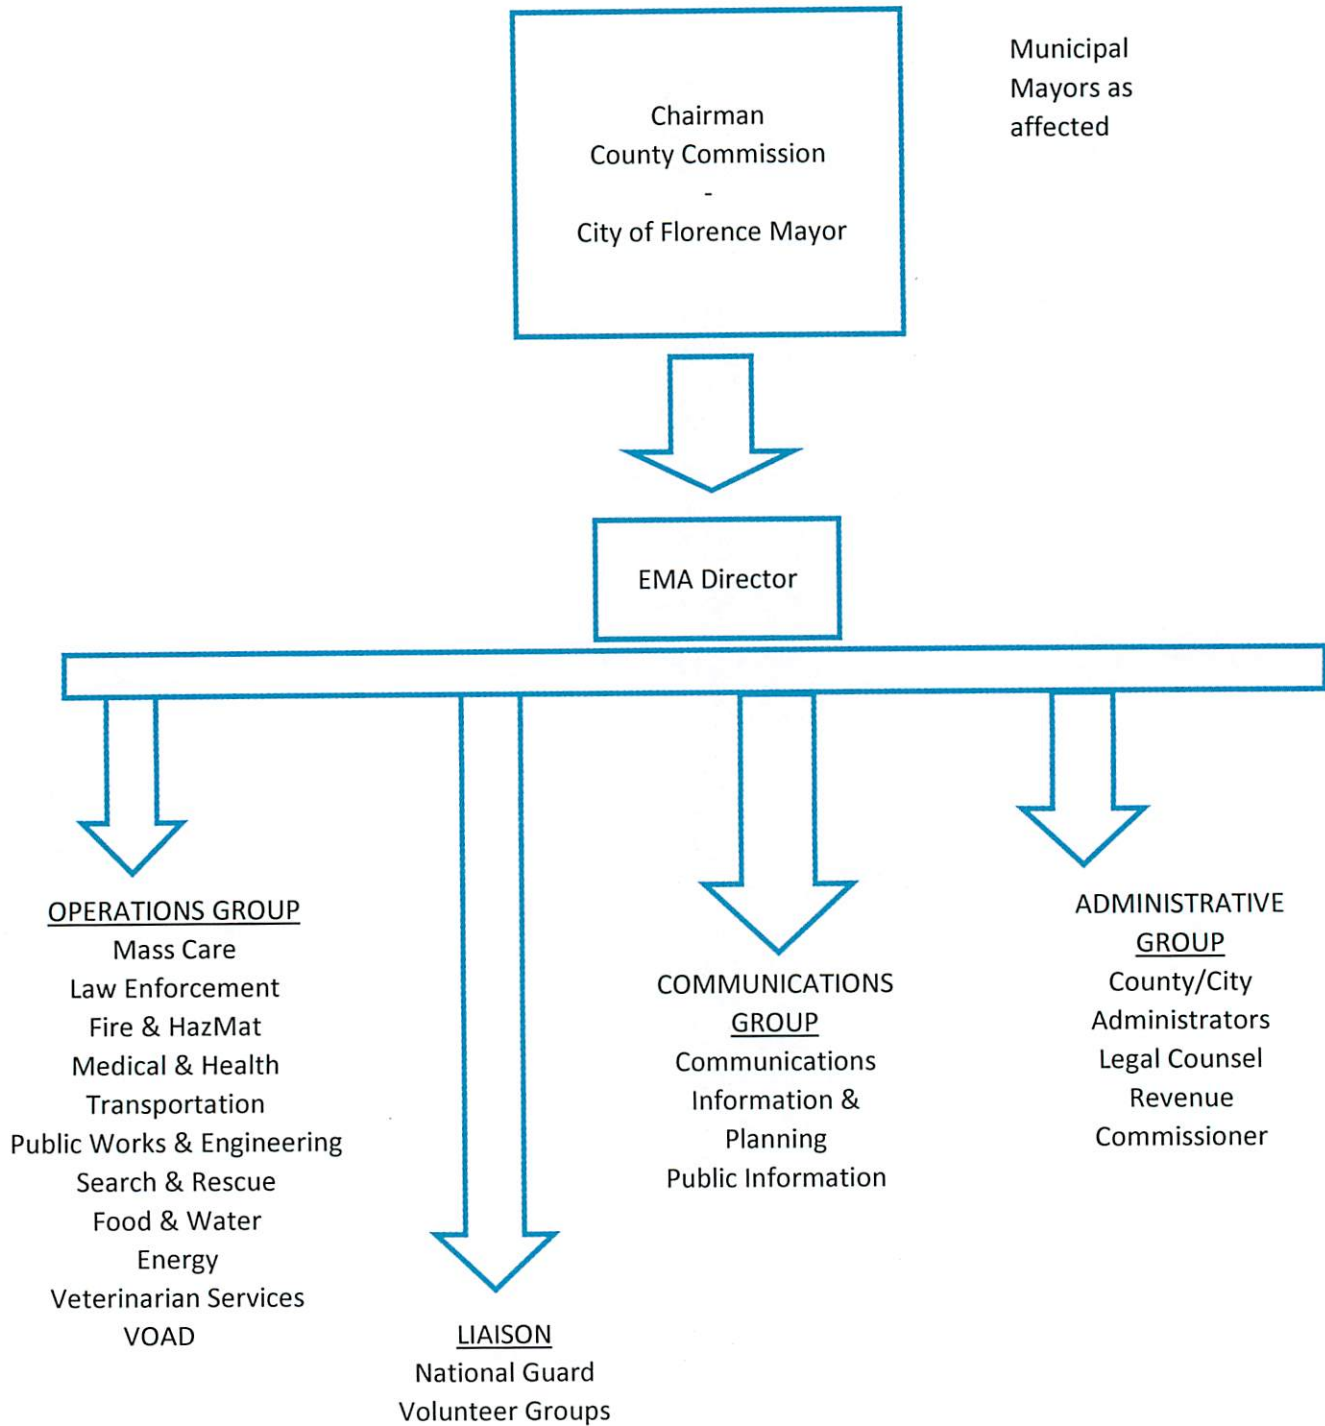 Chairman
County Commission
-
City of Florence Mayor
Municipal
Mayors as
affected
EMA Director
OPERATIONS GROUP
Mass Care
Law Enforcement
Fire & HazMat
Medical & Health
Transportation
Public Works & Engineering
Search & Rescue
Food & Water
Energy
Veterinarian Services
VOAD
LIAISON
National Guard
Volunteer Groups
COMMUNICATIONS
GROUP
Communications
Information &
Planning
Public Information
ADMINISTRATIVE
GROUP
County/City
Administrators
Legal Counsel
Revenue
Commissioner